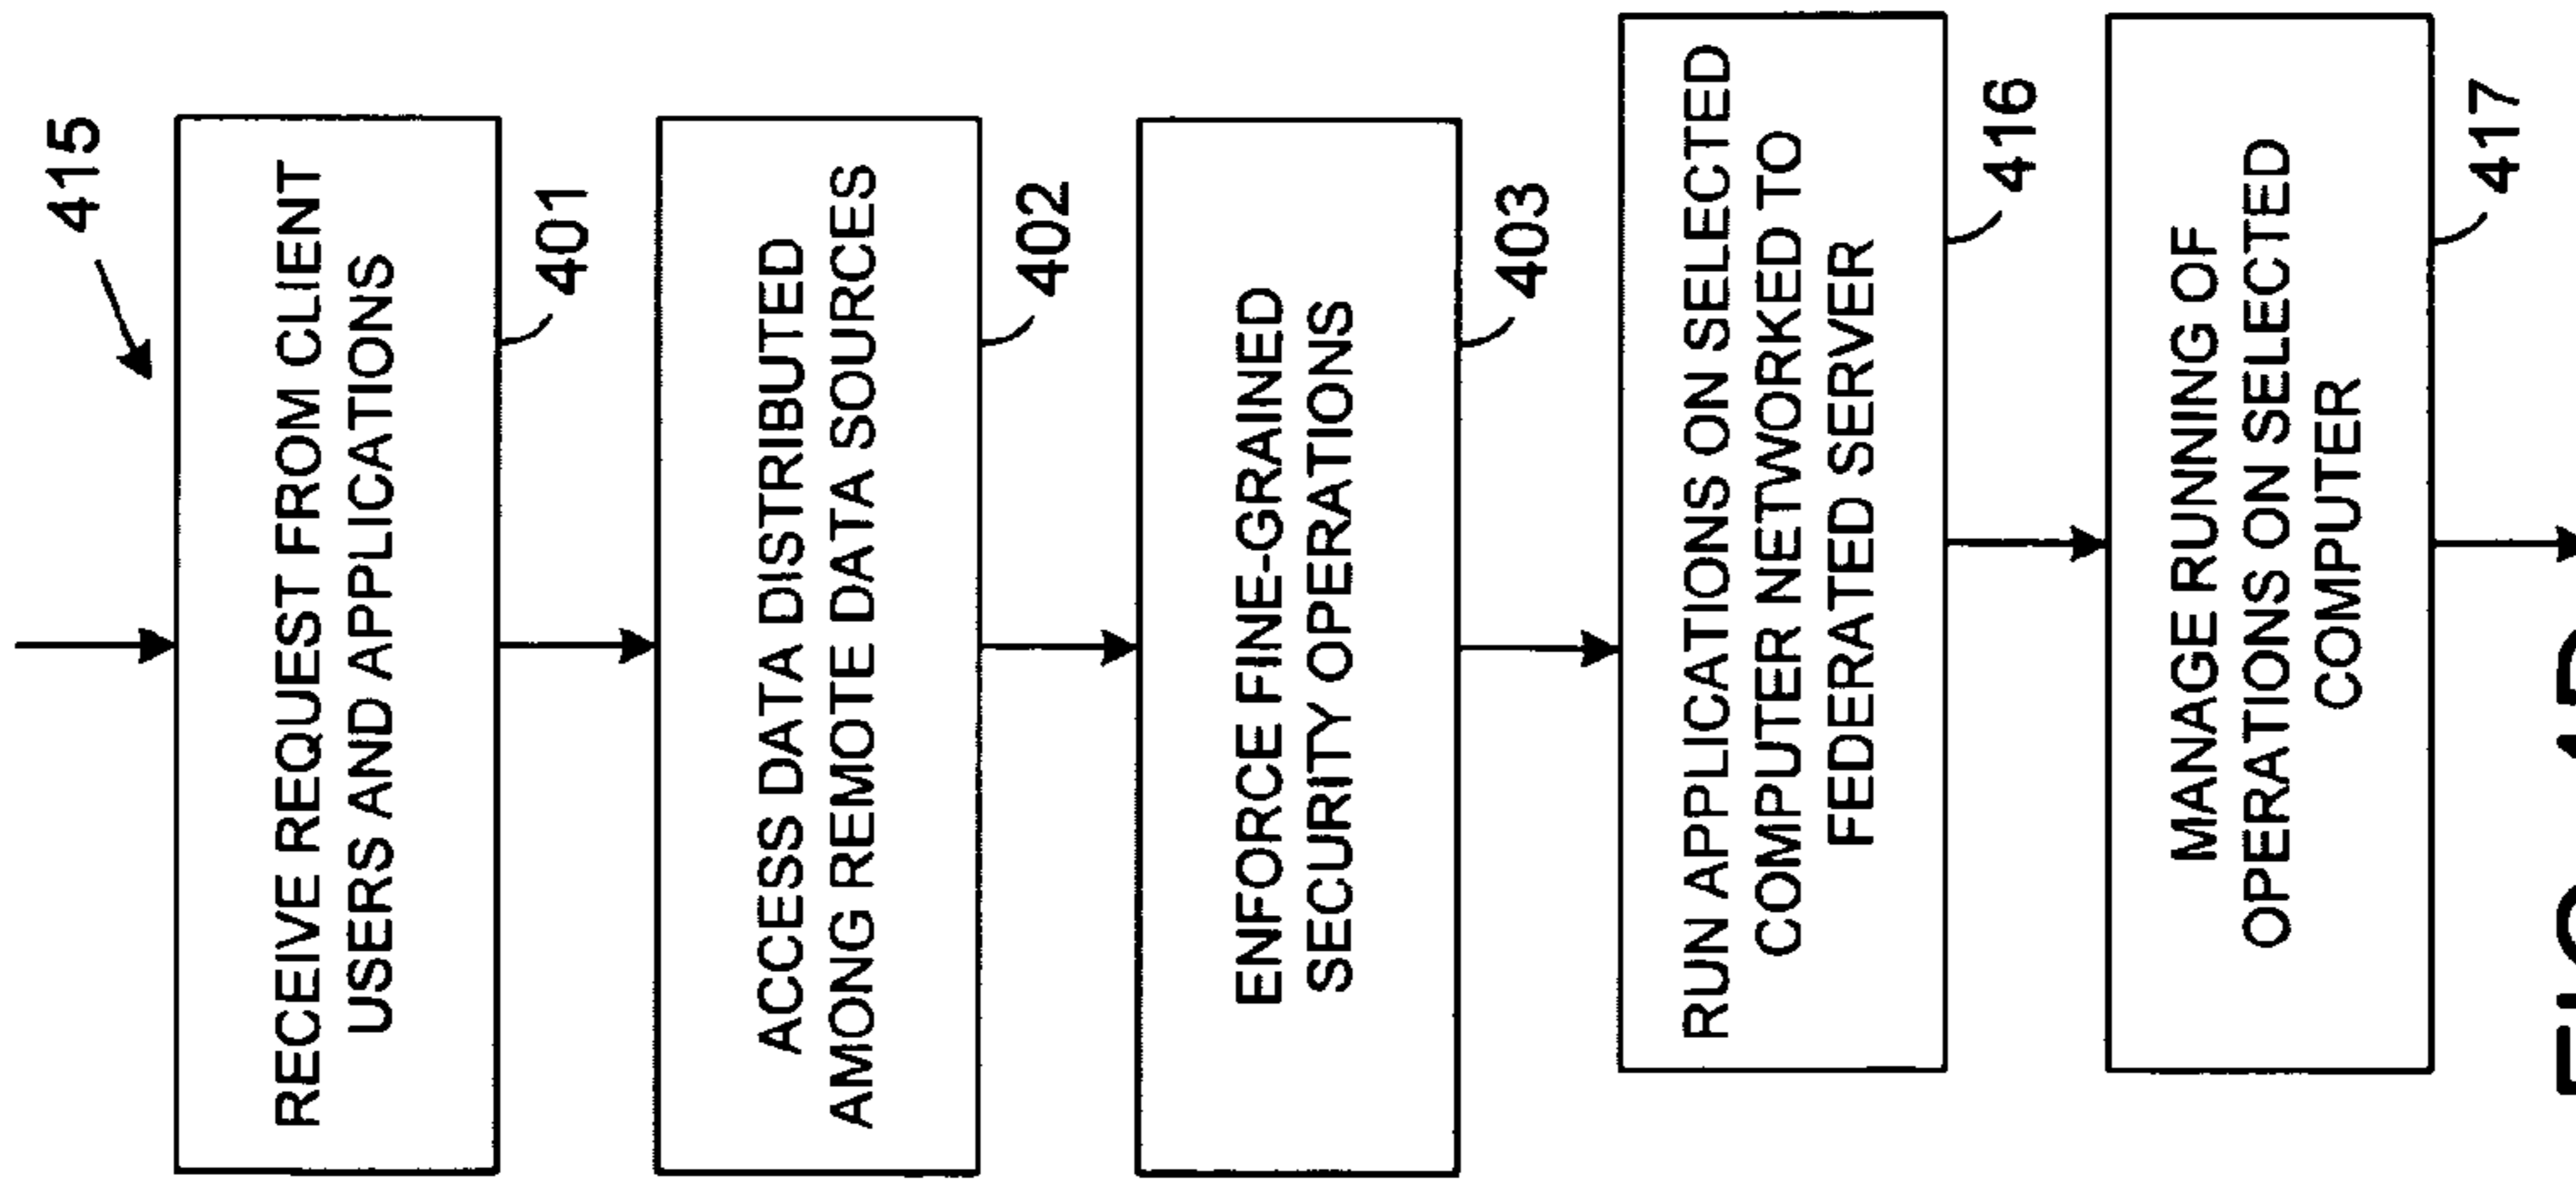 415
RECEIVE REQUEST FROM CLIENT
USERS AND APPLICATIONS
401
ACCESS DATA DISTRIBUTED
AMONG REMOTE DATA SOURCES
402
ENFORCE FINE-GRAINED
SECURITY OPERATIONS
403
RUN APPLICATIONS ON SELECTED
COMPUTER NETWORKED TO
FEDERATED SERVER
416
MANAGE RUNNING OF
OPERATIONS ON SELECTED
COMPUTER
417